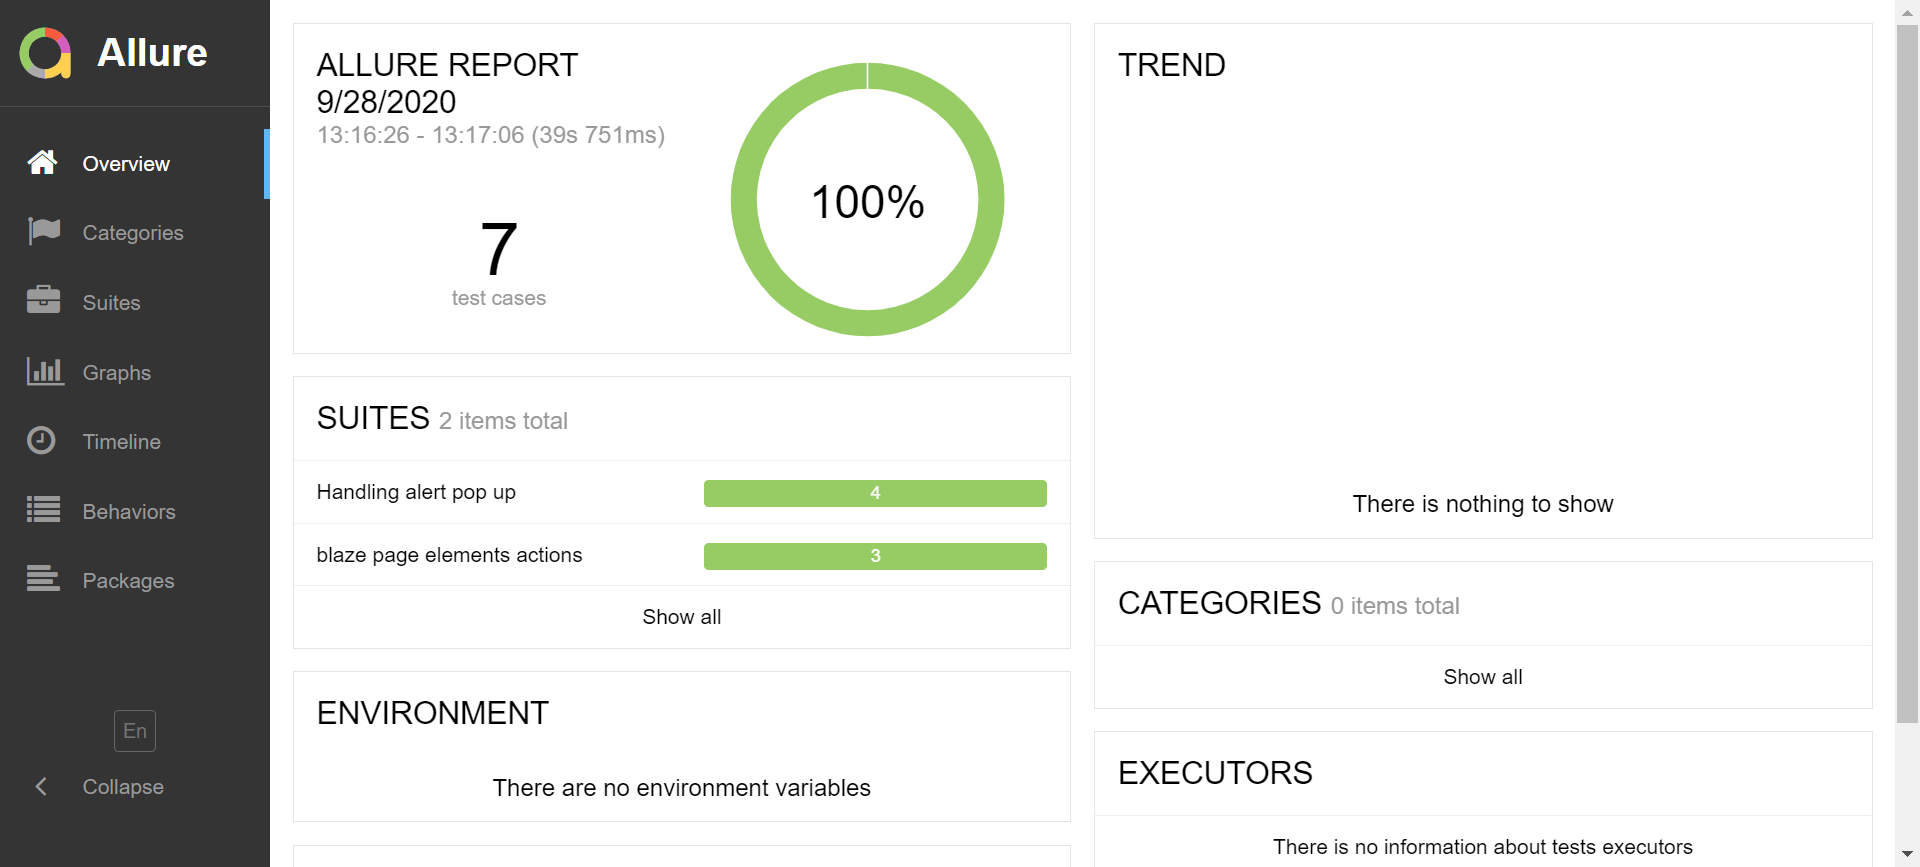 Allure
Overview
Categories
Suites
Graphs
Timeline
Behaviors
Packages
En
Collapse
ALLURE REPORT
9/28/2020
13:16:26 - 13:17:06 (39s 751ms)
7
test cases
100%
SUITES 2 items total
Handling alert pop up 4
blaze page elements actions 3
Show all
ENVIRONMENT
There are no environment variables
TREND
There is nothing to show
CATEGORIES 0 items total
Show all
EXECUTORS
There is no information about tests executors